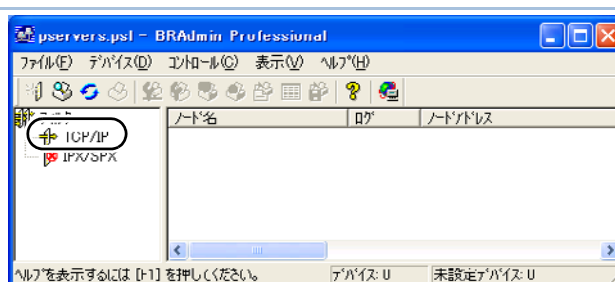 pservers.psl - BRAdmin Professional
ファイル(F) デバイス(D) コントロール(C) 表示(V) ヘルプ(H)
ノード名 ログ ノードアドレス
TCP/IP
IPX/SPX
ヘルプを表示するには [F1] を押してください。 デバイス: 0 未設定デバイス: 0